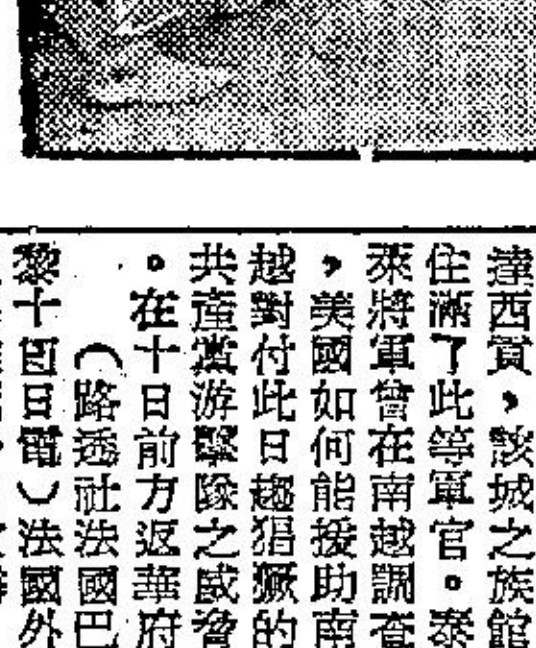 達西貢，該城之族館
住滿了此等軍官。泰
萊將軍曾在南越調查
，美國如何能援助南
越對付此日趨猖獗的
共產黨游擊隊之威脅
。在十日前方返華府
（路透社法國巴
黎十四日電）法國外